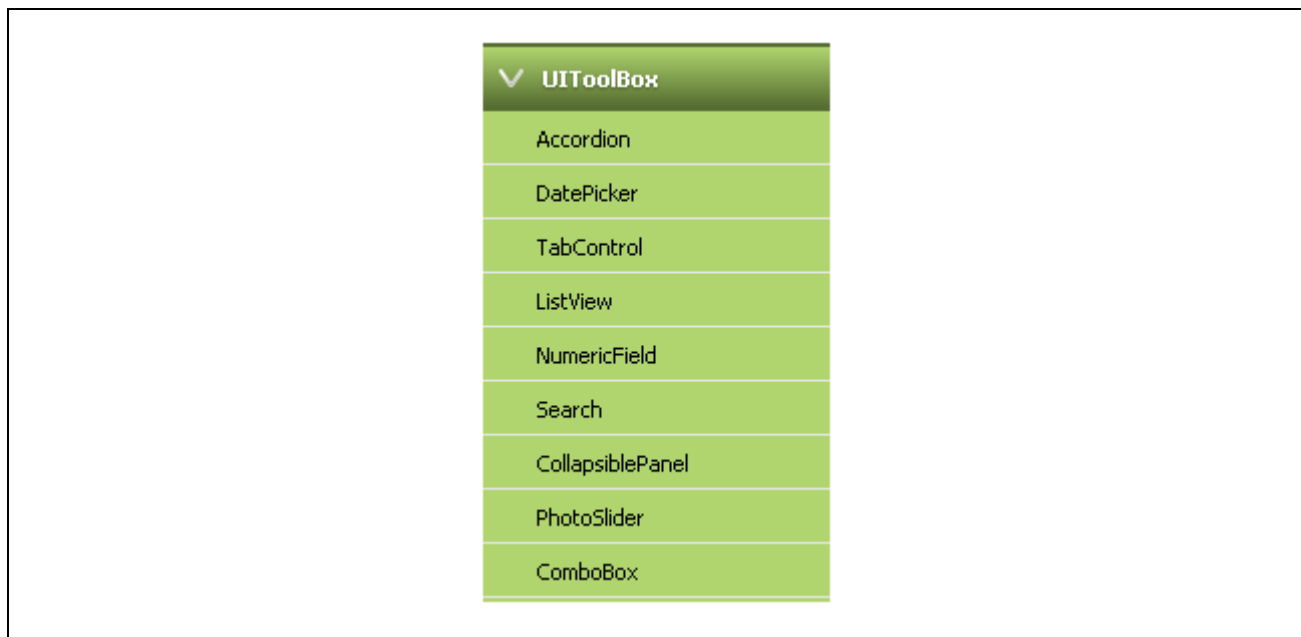 UIToolBox
Accordion
DatePicker
TabControl
ListView
NumericField
Search
CollapsiblePanel
PhotoSlider
ComboBox